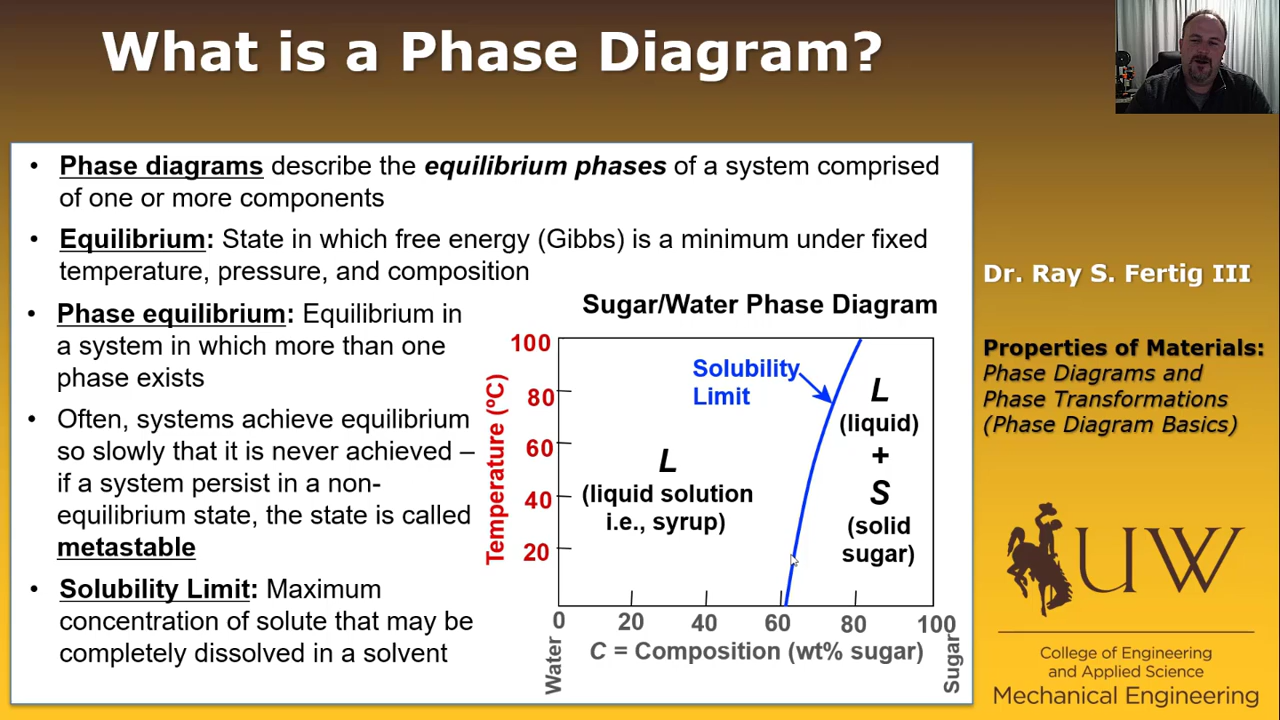 What is a Phase Diagram?
• Phase diagrams describe the equilibrium phases of a system comprised
of one or more components
• Equilibrium: State in which free energy (Gibbs) is a minimum under fixed
temperature, pressure, and composition
• Phase equilibrium: Equilibrium in
a system in which more than one
phase exists
• Often, systems achieve equilibrium
so slowly that it is never achieved –
if a system persist in a non-
equilibrium state, the state is called
metastable
• Solubility Limit: Maximum
concentration of solute that may be
completely dissolved in a solvent
Sugar/Water Phase Diagram
Temperature (ºC)
100
80
60
40
20
Solubility
Limit
L
(liquid solution
i.e., syrup)
L
(liquid)
+
S
(solid
sugar)
0 20 40 60 80 100
C = Composition (wt% sugar)
Water
Sugar
Dr. Ray S. Fertig III
Properties of Materials:
Phase Diagrams and
Phase Transformations
(Phase Diagram Basics)
UW
College of Engineering
and Applied Science
Mechanical Engineering